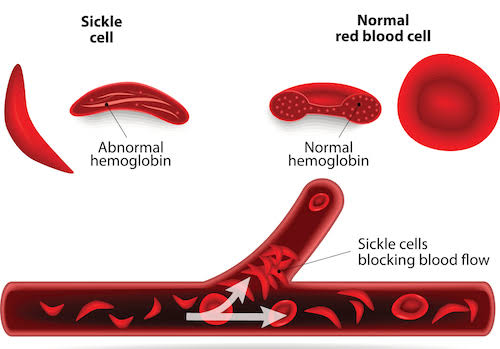 Sickle
cell
Normal
red blood cell
Abnormal
hemoglobin
Normal
hemoglobin
Sickle cells
blocking blood flow